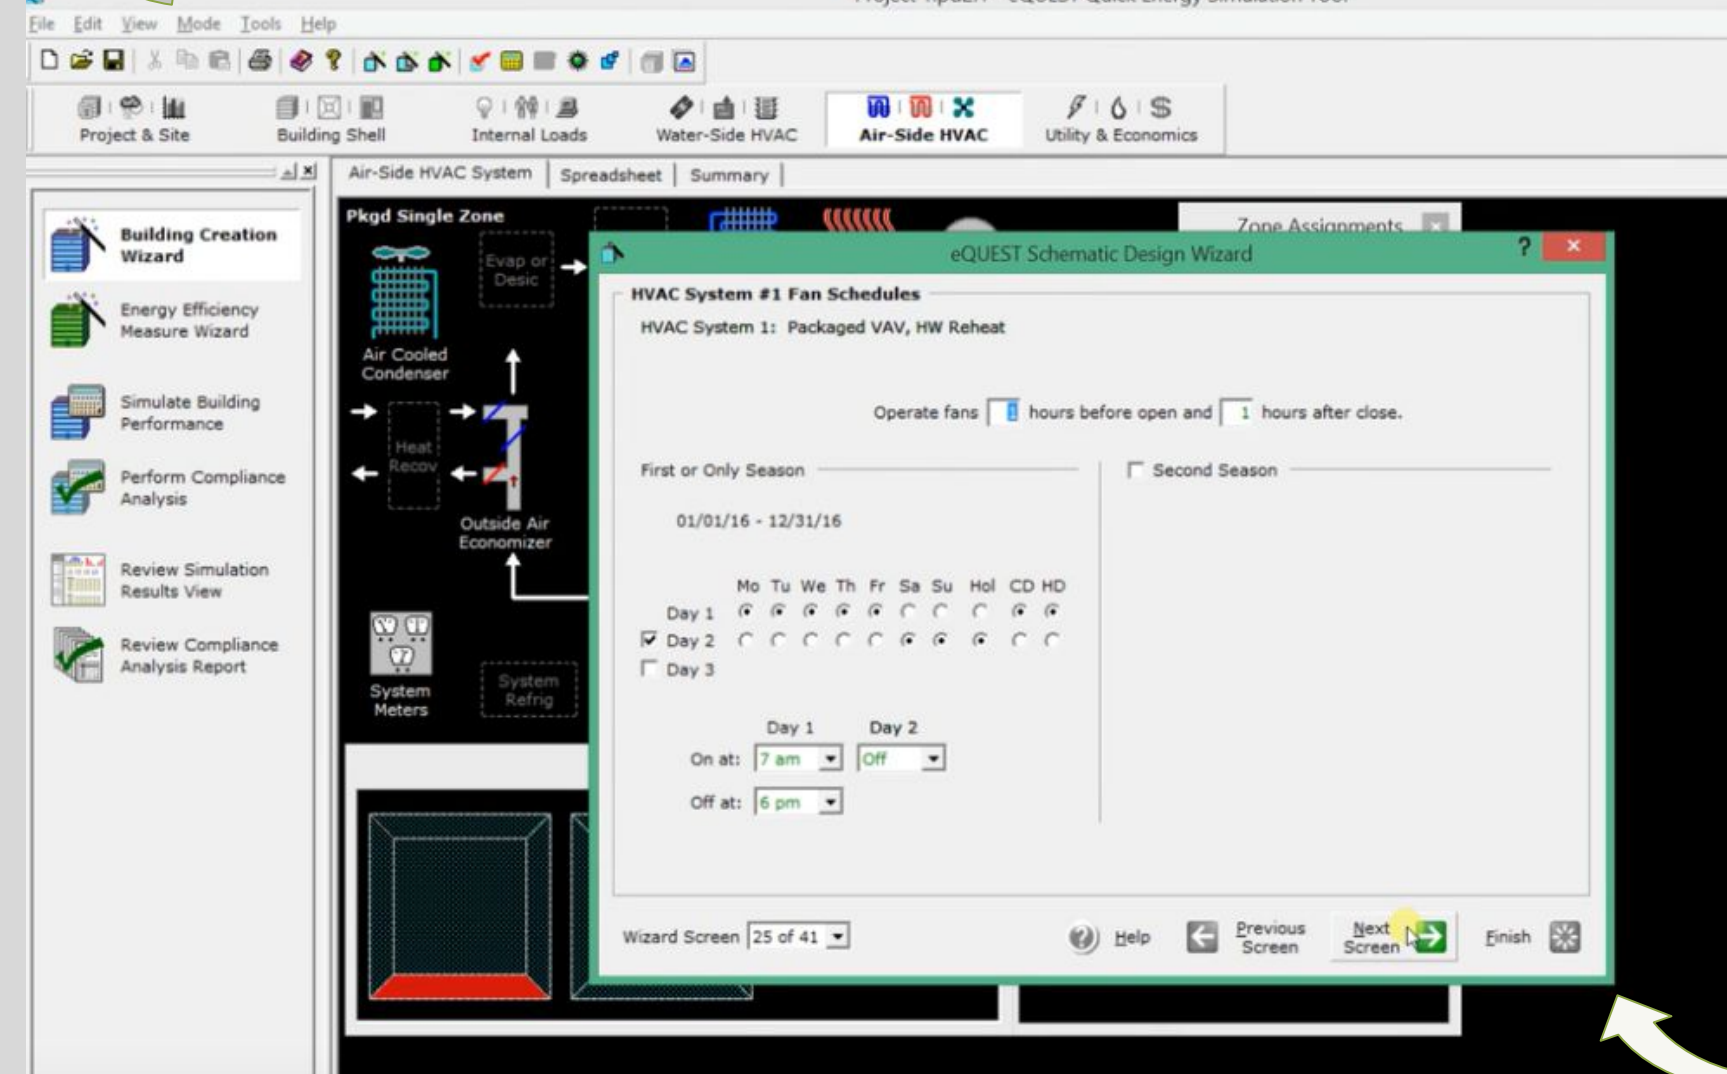 File Edit View Mode Tools Help
Project & Site Building Shell Internal Loads Water-Side HVAC Air-Side HVAC Utility & Economics
Air-Side HVAC System Spreadsheet Summary
Building Creation
Wizard
Energy Efficiency
Measure Wizard
Simulate Building
Performance
Perform Compliance
Analysis
Review Simulation
Results View
Review Compliance
Analysis Report
Pkgd Single Zone
Evap or
Desic
Air Cooled
Condenser
Heat
Recov
Outside Air
Economizer
System
Meters
System
Refrig
Zone Assignments
eQUEST Schematic Design Wizard
HVAC System #1 Fan Schedules
HVAC System 1: Packaged VAV, HW Reheat
Operate fans hours before open and 1 hours after close.
First or Only Season
Second Season
01/01/16 - 12/31/16
Mo Tu We Th Fr Sa Su Hol CD HD
Day 1
Day 2
Day 3
Day 1 Day 2
On at: 7 am Off
Off at: 6 pm
Wizard Screen 25 of 41
Help
Previous
Screen
Next
Screen
Finish